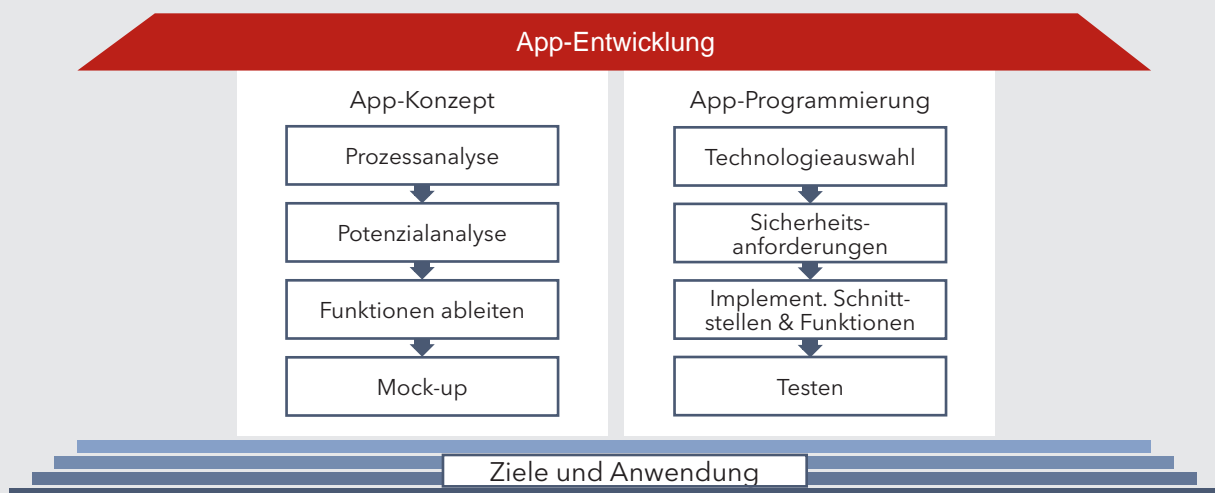 App-Entwicklung
App-Konzept
Prozessanalyse
Potenzialanalyse
Funktionen ableiten
Mock-up
App-Programmierung
Technologieauswahl
Sicherheits-
anforderungen
Implement. Schnitt-
stellen & Funktionen
Testen
Ziele und Anwendung